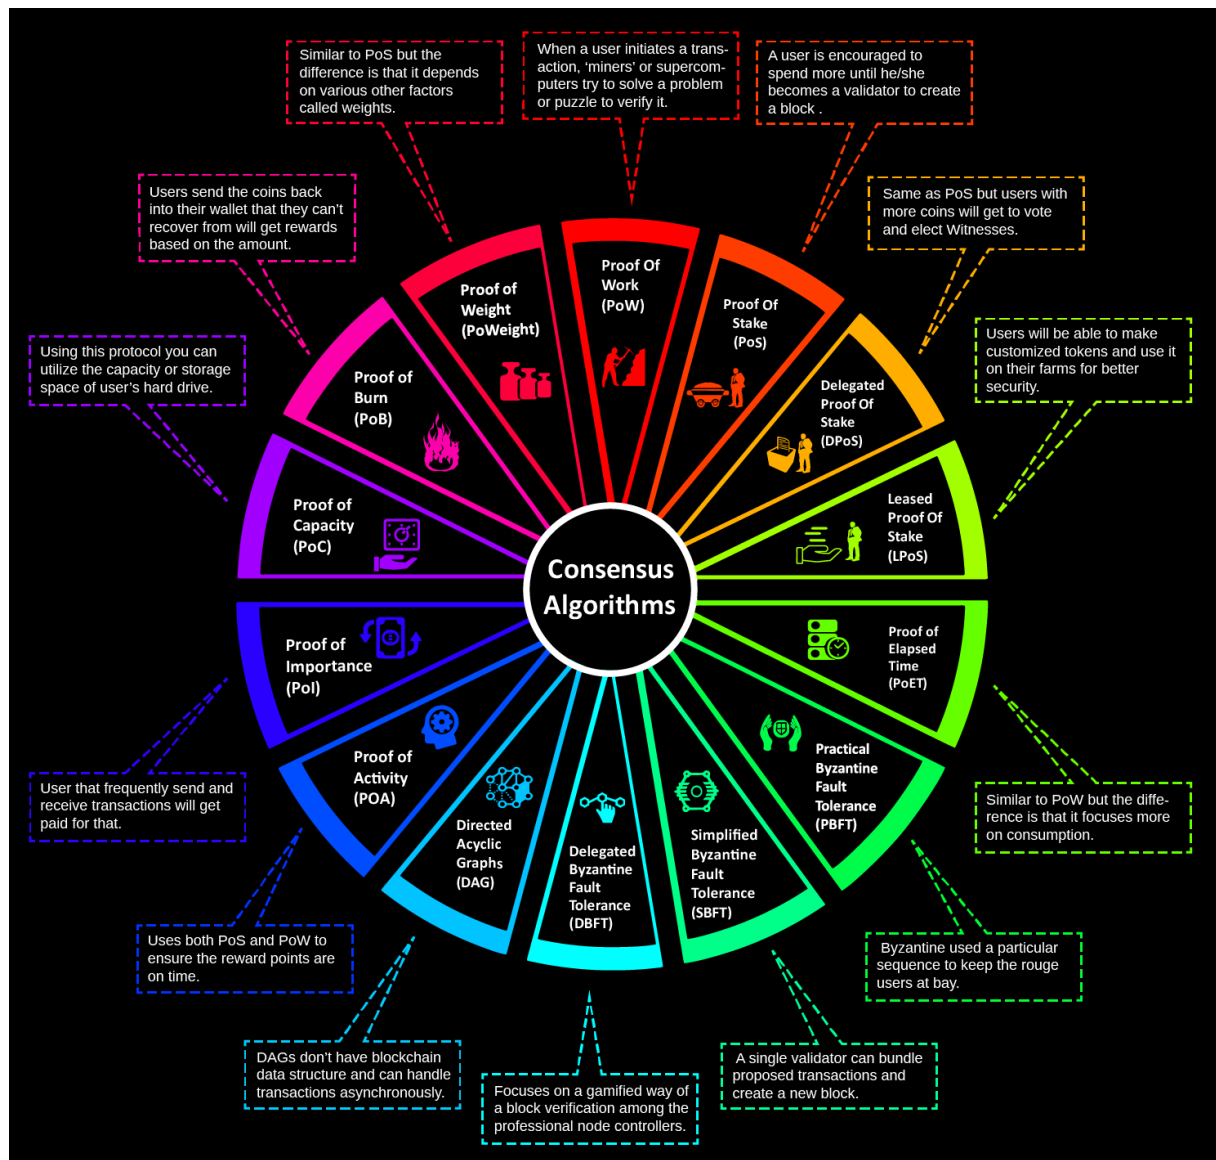 Similar to PoS but the
difference is that it depends
on various other factors
called weights.
When a user initiates a trans-
action, ‘miners’ or supercom-
puters try to solve a problem
or puzzle to verify it.
A user is encouraged to
spend more until he/she
becomes a validator to create
a block .
Users send the coins back
into their wallet that they can’t
recover from will get rewards
based on the amount.
Same as PoS but users with
more coins will get to vote
and elect Witnesses.
Using this protocol you can
utilize the capacity or storage
space of user’s hard drive.
Users will be able to make
customized tokens and use it
on their farms for better
security.
Proof of
Weight
(PoWeight)
Proof Of
Work
(PoW)
Proof Of
Stake
(PoS)
Proof of
Burn
(PoB)
Delegated
Proof Of
Stake
(DPoS)
Proof of
Capacity
(PoC)
Leased
Proof Of
Stake
(LPoS)
Consensus
Algorithms
Proof of
Importance
(PoI)
Proof of
Elapsed
Time
(PoET)
Proof of
Activity
(POA)
Practical
Byzantine
Fault
Tolerance
(PBFT)
Directed
Acyclic
Graphs
(DAG)
Delegated
Byzantine
Fault
Tolerance
(DBFT)
Simplified
Byzantine
Fault
Tolerance
(SBFT)
User that frequently send and
receive transactions will get
paid for that.
Similar to PoW but the diffe-
rence is that it focuses more
on consumption.
Uses both PoS and PoW to
ensure the reward points are
on time.
Byzantine used a particular
sequence to keep the rouge
users at bay.
DAGs don’t have blockchain
data structure and can handle
transactions asynchronously.
Focuses on a gamified way of
a block verification among the
professional node controllers.
A single validator can bundle
proposed transactions and
create a new block.